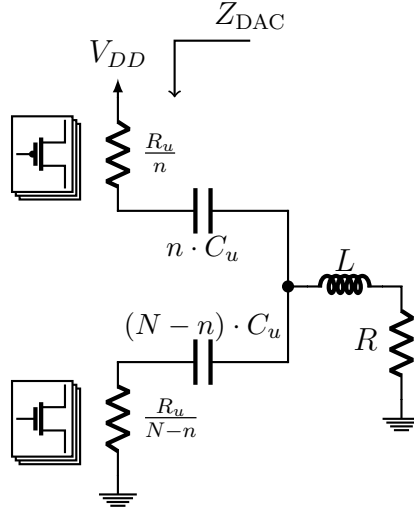 Z_DAC
V_DD
R_u/n
n · C_u
L
(N − n) · C_u
R
R_u/N−n